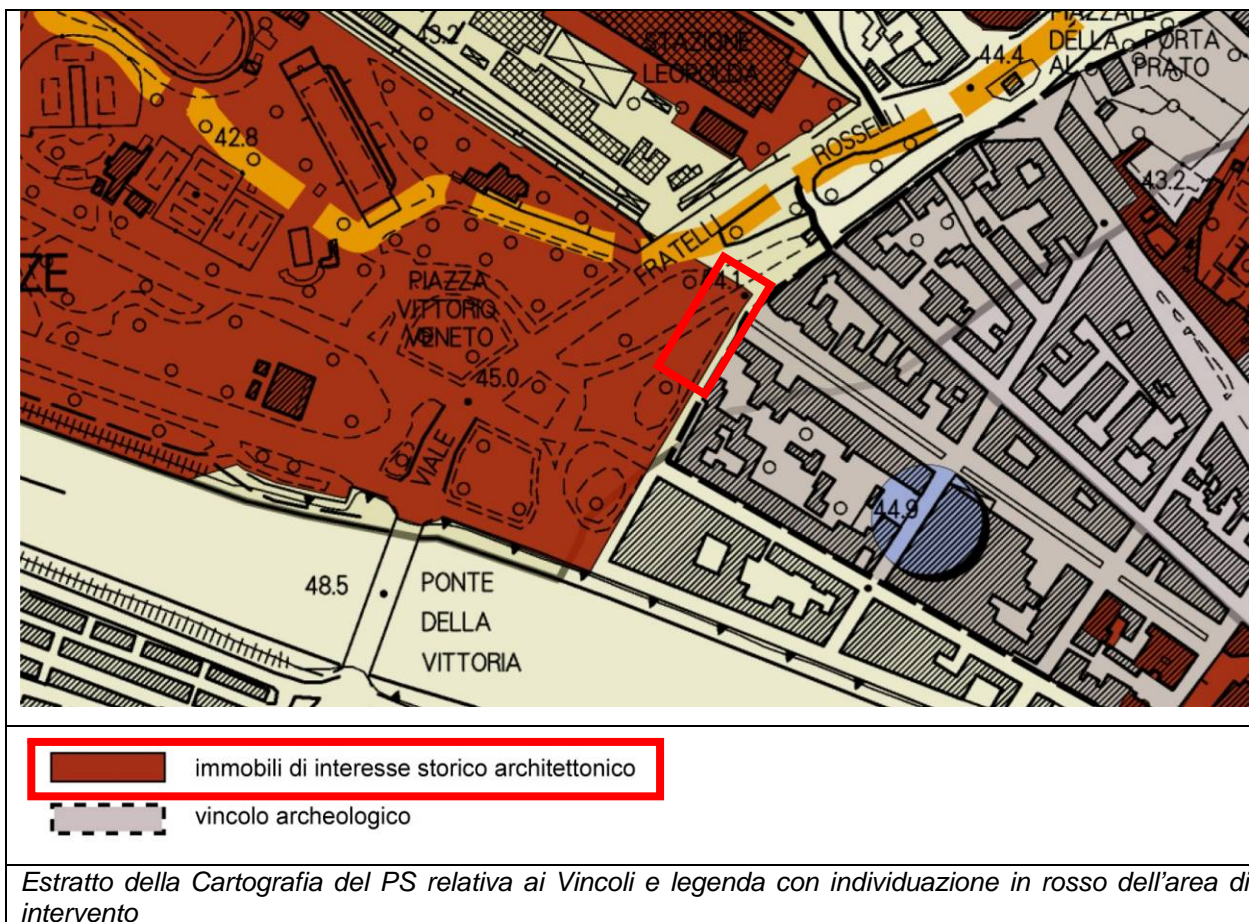 43.2
STAZIONE
LEOPOLDA
PIAZZALE
DELLA PORTA
AL PRATO
44.4
ROSSELLI
42.8
43.2
FRATELLI
ZE
PIAZZA
VITTORIO
VENETO
4.1
45.0
VIALE
44.9
48.5
PONTE
DELLA
VITTORIA
immobili di interesse storico architettonico
vincolo archeologico
Estratto della Cartografia del PS relativa ai Vincoli e legenda con individuazione in rosso dell'area di
intervento